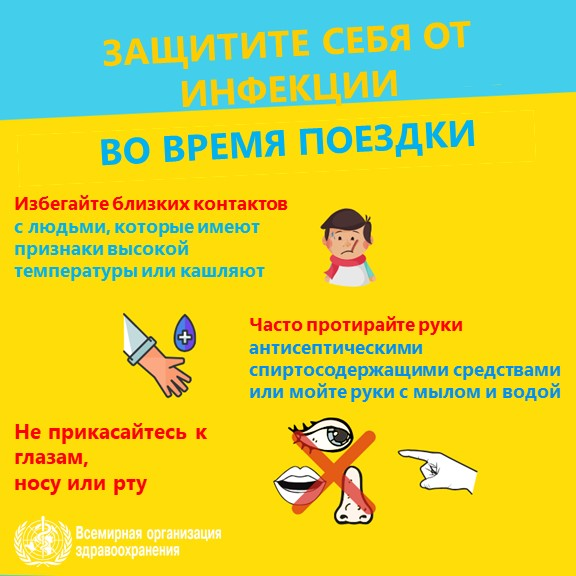 ЗАЩИТИТЕ СЕБЯ ОТ
ИНФЕКЦИИ
ВО ВРЕМЯ ПОЕЗДКИ
Избегайте близких контактов
с людьми, которые имеют
признаки высокой
температуры или кашляют
Часто протирайте руки
антисептическими
спиртосодержащими средствами
или мойте руки с мылом и водой
Не прикасайтесь к
глазам,
носу или рту
Всемирная организация
здравоохранения